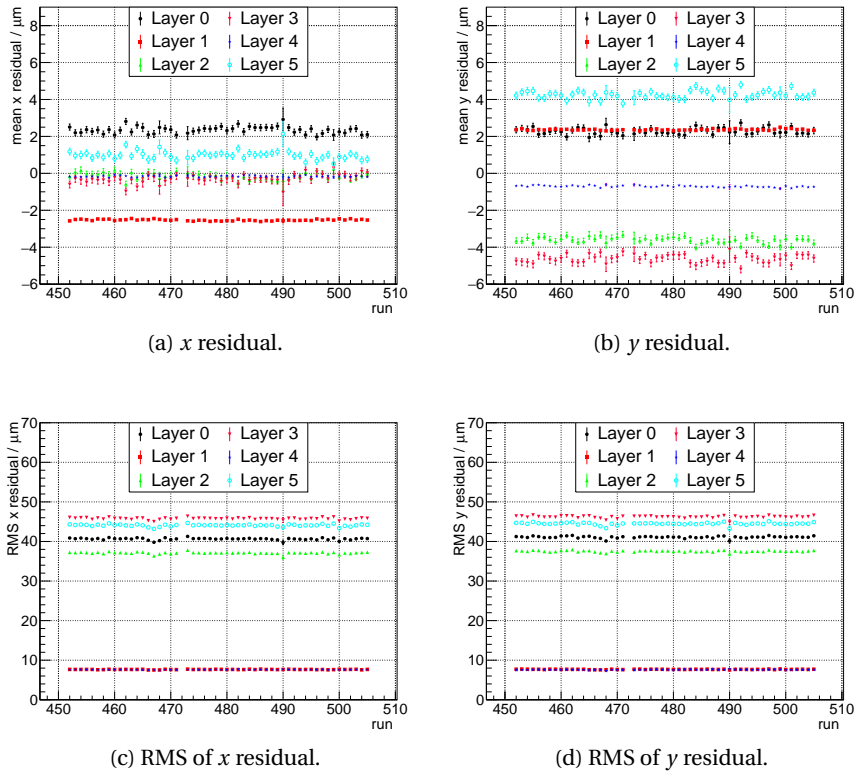 mean x residual / µm
6
4
2
0
−2
−4
−6
Layer 0 Layer 3
Layer 1 Layer 4
Layer 2 Layer 5
450 460 470 480 490 500 510
run
(a) x residual.
mean y residual / µm
8
6
4
2
0
−2
−4
−6
Layer 0 Layer 3
Layer 1 Layer 4
Layer 2 Layer 5
450 460 470 480 490 500 510
run
(b) y residual.
RMS x residual / µm
70
60
50
40
30
20
10
0
Layer 0 Layer 3
Layer 1 Layer 4
Layer 2 Layer 5
450 460 470 480 490 500 510
run
(c) RMS of x residual.
RMS y residual / µm
70
60
50
40
30
20
10
0
Layer 0 Layer 3
Layer 1 Layer 4
Layer 2 Layer 5
450 460 470 480 490 500 510
run
(d) RMS of y residual.